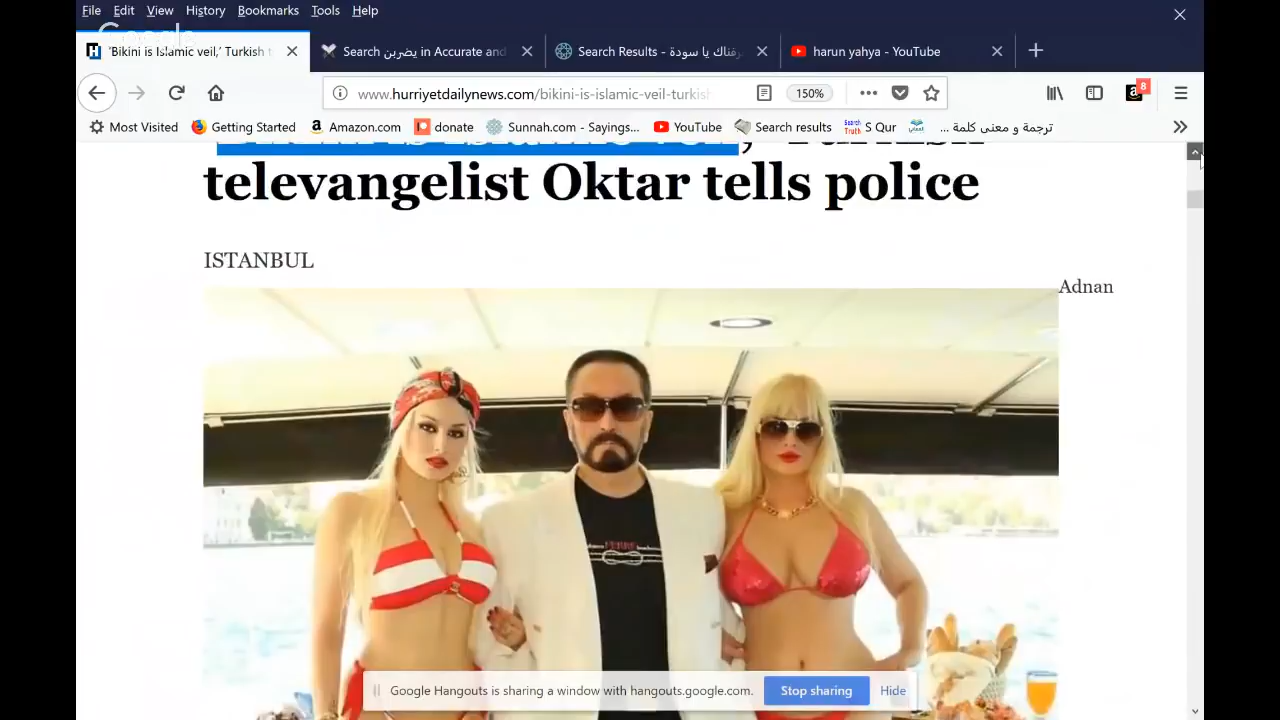 File Edit View History Bookmarks Tools Help
Google
'Bikini is Islamic veil,' Turkish t
Search يضربن in Accurate and
Search Results - رفناك يا سودة
harun yahya - YouTube
www.hurriyetdailynews.com/bikini-is-islamic-veil-turkish
150%
8
Most Visited Getting Started Amazon.com donate Sunnah.com - Sayings... YouTube Search results S Qur ترجمة و معنى كلمة ...
televangelist Oktar tells police
ISTANBUL
Adnan
Google Hangouts is sharing a window with hangouts.google.com. Stop sharing Hide